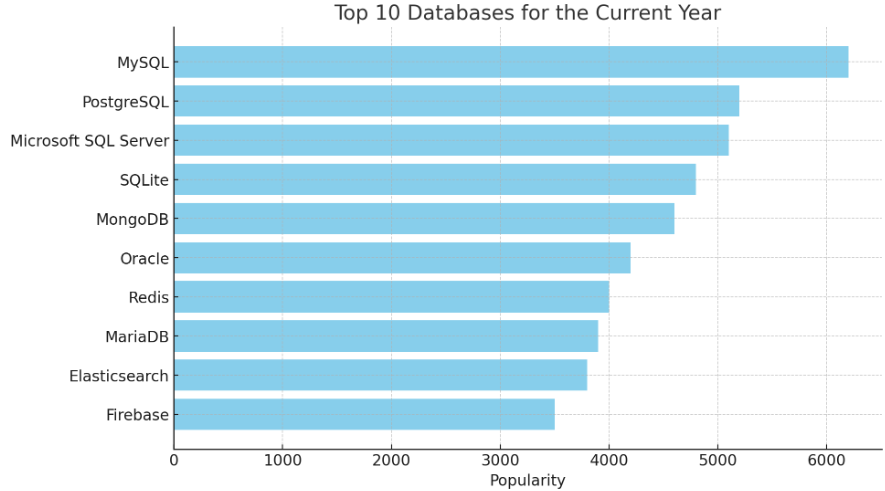 Top 10 Databases for the Current Year
MySQL
PostgreSQL
Microsoft SQL Server
SQLite
MongoDB
Oracle
Redis
MariaDB
Elasticsearch
Firebase
0 1000 2000 3000 4000 5000 6000
Popularity